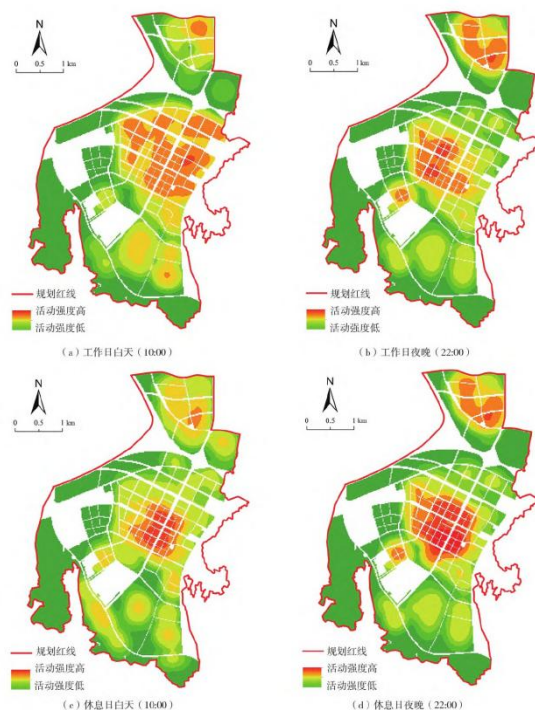 N
N
0 0.5 1 km
0 0.5 1 km
规划红线
活动强度高
活动强度低
规划红线
活动强度高
活动强度低
(a)工作日白天(10:00)
(b)工作日夜晚(22:00)
N
N
0 0.5 1 km
0 0.5 1 km
规划红线
活动强度高
活动强度低
规划红线
活动强度高
活动强度低
(c)休息日白天(10:00)
(d)休息日夜晚(22:00)